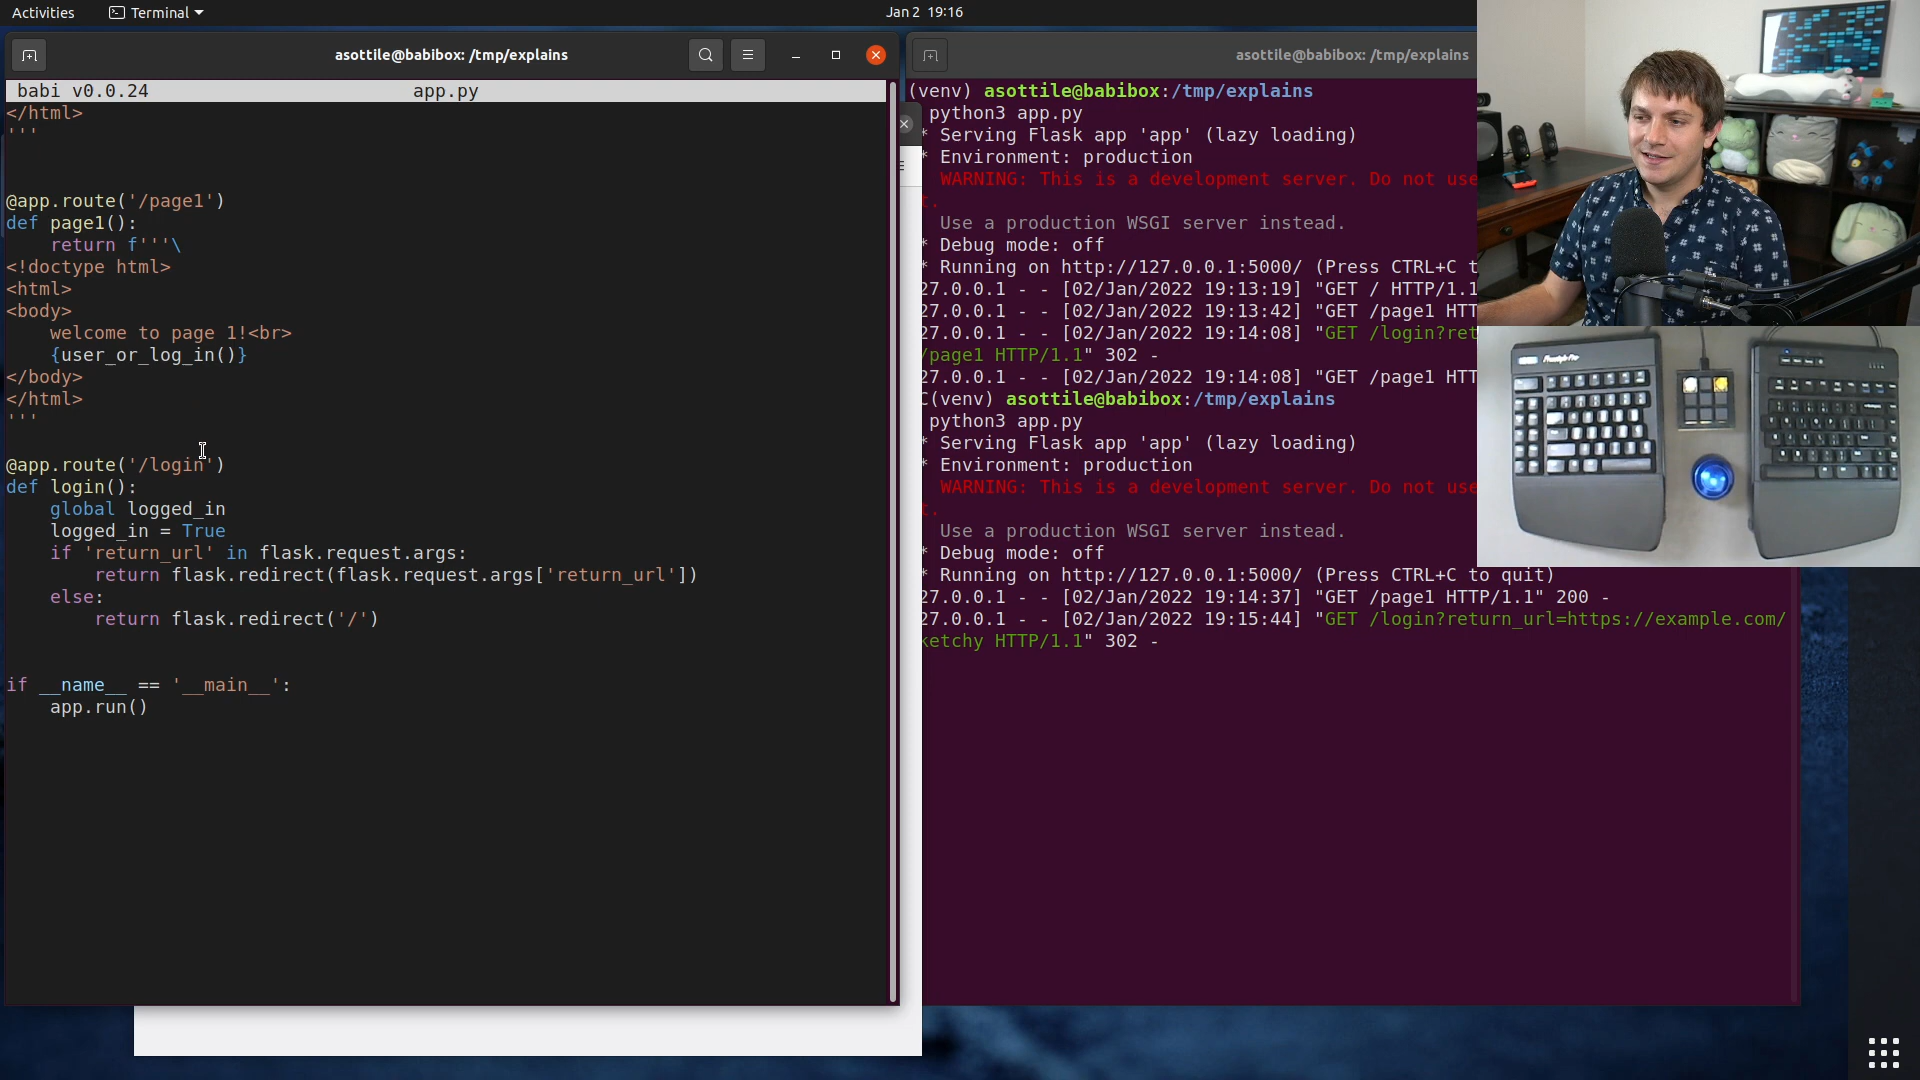 Activities
Terminal
Jan 2 19:16
asottile@babibox: /tmp/explains
babi v0.0.24
app.py
</html>
'''
@app.route('/page1')
def page1():
    return f'''\
<!doctype html>
<html>
<body>
    welcome to page 1!<br>
    {user_or_log_in()}
</body>
</html>
'''
@app.route('/login')
def login():
    global logged_in
    logged_in = True
    if 'return_url' in flask.request.args:
        return flask.redirect(flask.request.args['return_url'])
    else:
        return flask.redirect('/')
if __name__ == '__main__':
    app.run()
asottile@babibox: /tmp/explains
(venv) asottile@babibox:/tmp/explains
python3 app.py
* Serving Flask app 'app' (lazy loading)
* Environment: production
WARNING: This is a development server. Do not use
t.
Use a production WSGI server instead.
* Debug mode: off
* Running on http://127.0.0.1:5000/ (Press CTRL+C t
27.0.0.1 - - [02/Jan/2022 19:13:19] "GET / HTTP/1.1
27.0.0.1 - - [02/Jan/2022 19:13:42] "GET /page1 HTT
27.0.0.1 - - [02/Jan/2022 19:14:08] "GET /login?ret
/page1 HTTP/1.1" 302 -
27.0.0.1 - - [02/Jan/2022 19:14:08] "GET /page1 HTT
C(venv) asottile@babibox:/tmp/explains
python3 app.py
* Serving Flask app 'app' (lazy loading)
* Environment: production
WARNING: This is a development server. Do not use
t.
Use a production WSGI server instead.
* Debug mode: off
* Running on http://127.0.0.1:5000/ (Press CTRL+C to quit)
27.0.0.1 - - [02/Jan/2022 19:14:37] "GET /page1 HTTP/1.1" 200 -
27.0.0.1 - - [02/Jan/2022 19:15:44] "GET /login?return_url=https://example.com/
ketchy HTTP/1.1" 302 -